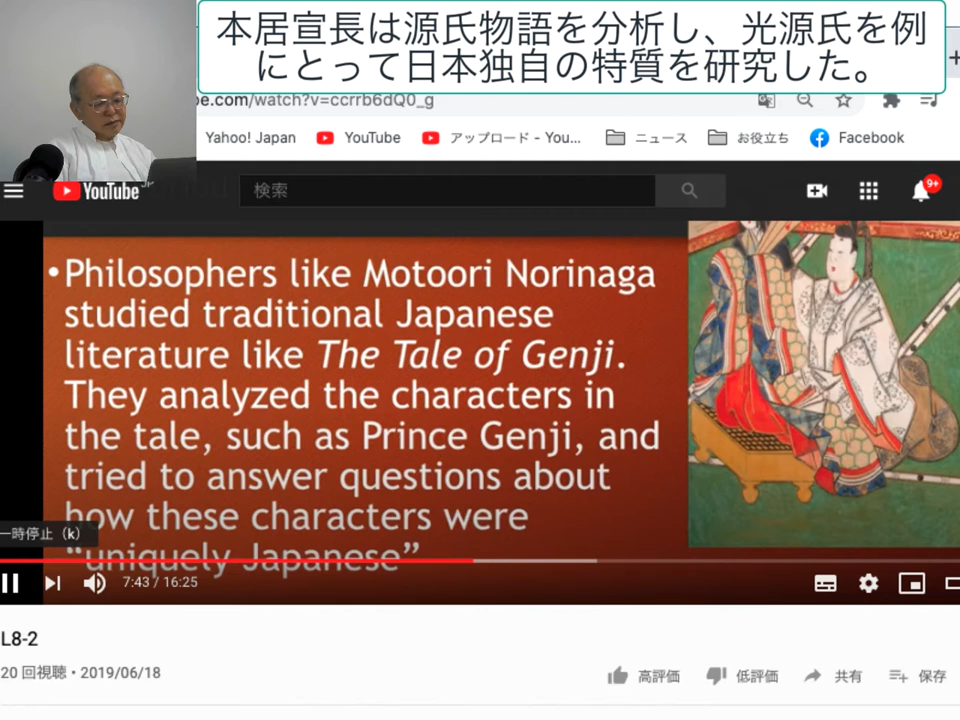 本居宣長は源氏物語を分析し、光源氏を例
にとって日本独自の特質を研究した。
be.com/watch?v=ccrrb6dQ0_g
Yahoo! Japan YouTube アップロード - You... ニュース お役立ち Facebook
YouTube JP 検索 9+
•Philosophers like Motoori Norinaga
studied traditional Japanese
literature like The Tale of Genji.
They analyzed the characters in
the tale, such as Prince Genji, and
tried to answer questions about
how these characters were
“uniquely Japanese”
一時停止（k）
7:43 / 16:25
L8-2
20 回視聴・2019/06/18 高評価 低評価 共有 保存